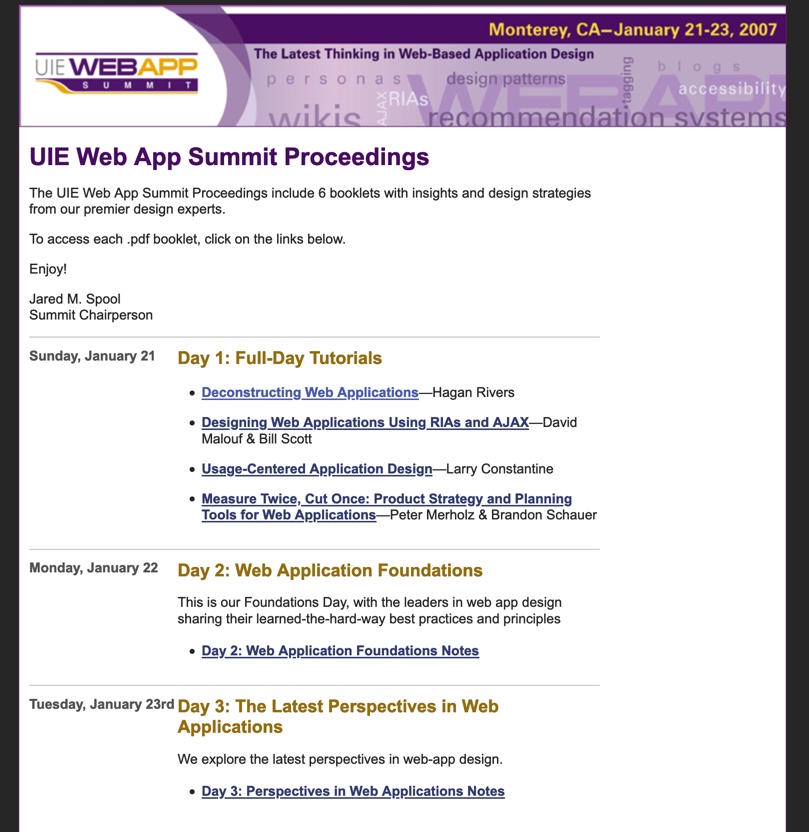 Monterey, CA—January 21-23, 2007
UIE WEBAPP
SUMMIT
The Latest Thinking in Web-Based Application Design
personas
design patterns
tagging
blogs
accessibility
AJAX
RIAs
WEBAPP
wikis
recommendation systems
UIE Web App Summit Proceedings
The UIE Web App Summit Proceedings include 6 booklets with insights and design strategies
from our premier design experts.
To access each .pdf booklet, click on the links below.
Enjoy!
Jared M. Spool
Summit Chairperson
Sunday, January 21
Day 1: Full-Day Tutorials
• Deconstructing Web Applications—Hagan Rivers
• Designing Web Applications Using RIAs and AJAX—David
Malouf & Bill Scott
• Usage-Centered Application Design—Larry Constantine
• Measure Twice, Cut Once: Product Strategy and Planning
Tools for Web Applications—Peter Merholz & Brandon Schauer
Monday, January 22
Day 2: Web Application Foundations
This is our Foundations Day, with the leaders in web app design
sharing their learned-the-hard-way best practices and principles
• Day 2: Web Application Foundations Notes
Tuesday, January 23rd
Day 3: The Latest Perspectives in Web
Applications
We explore the latest perspectives in web-app design.
• Day 3: Perspectives in Web Applications Notes